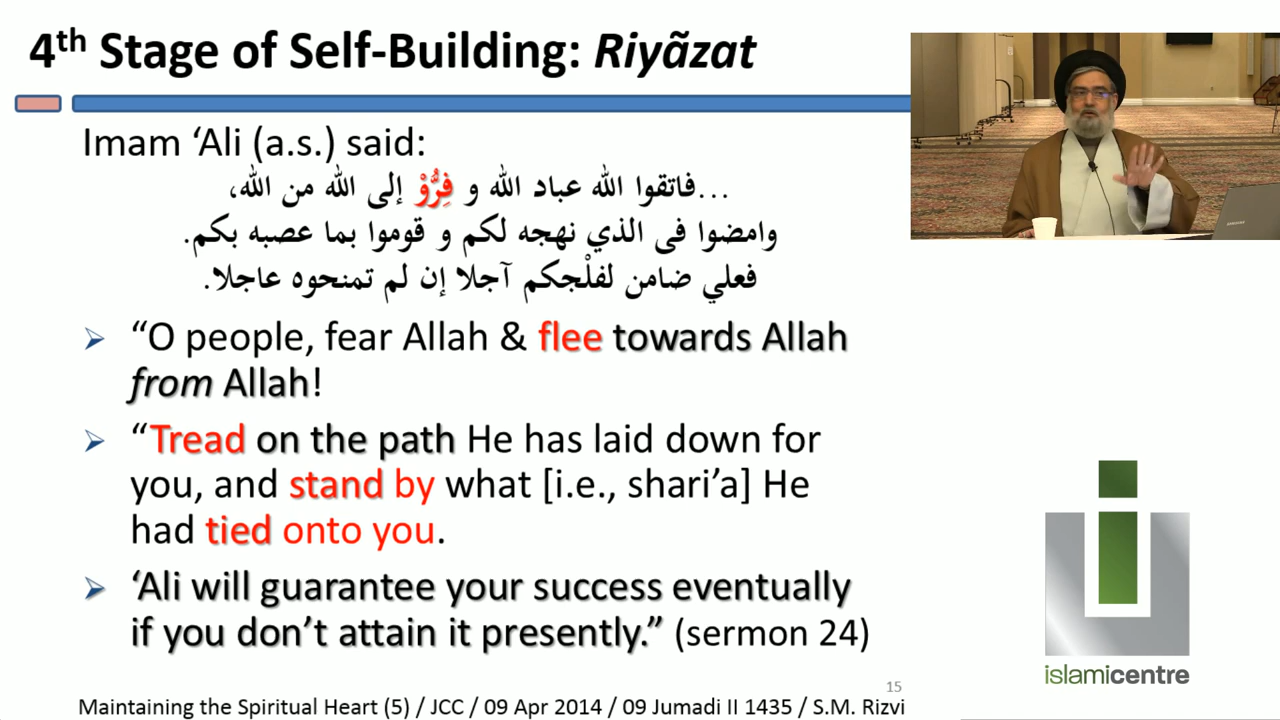 4th Stage of Self-Building: Riyãzat
Imam ‘Ali (a.s.) said:
...فاتقوا الله عباد الله و فِرُّوْ إلى الله من الله،
وامضوا فى الذي نهجه لكم و قوموا بما عصبه بكم.
فعلي ضامن لفلْجكم آجلا إن لم تمنحوه عاجلا.
“O people, fear Allah & flee towards Allah
from Allah!
“Tread on the path He has laid down for
you, and stand by what [i.e., shari’a] He
had tied onto you.
‘Ali will guarantee your success eventually
if you don’t attain it presently.” (sermon 24)
15
Maintaining the Spiritual Heart (5) / JCC / 09 Apr 2014 / 09 Jumadi II 1435 / S.M. Rizvi
islamicentre
SAMSUNG